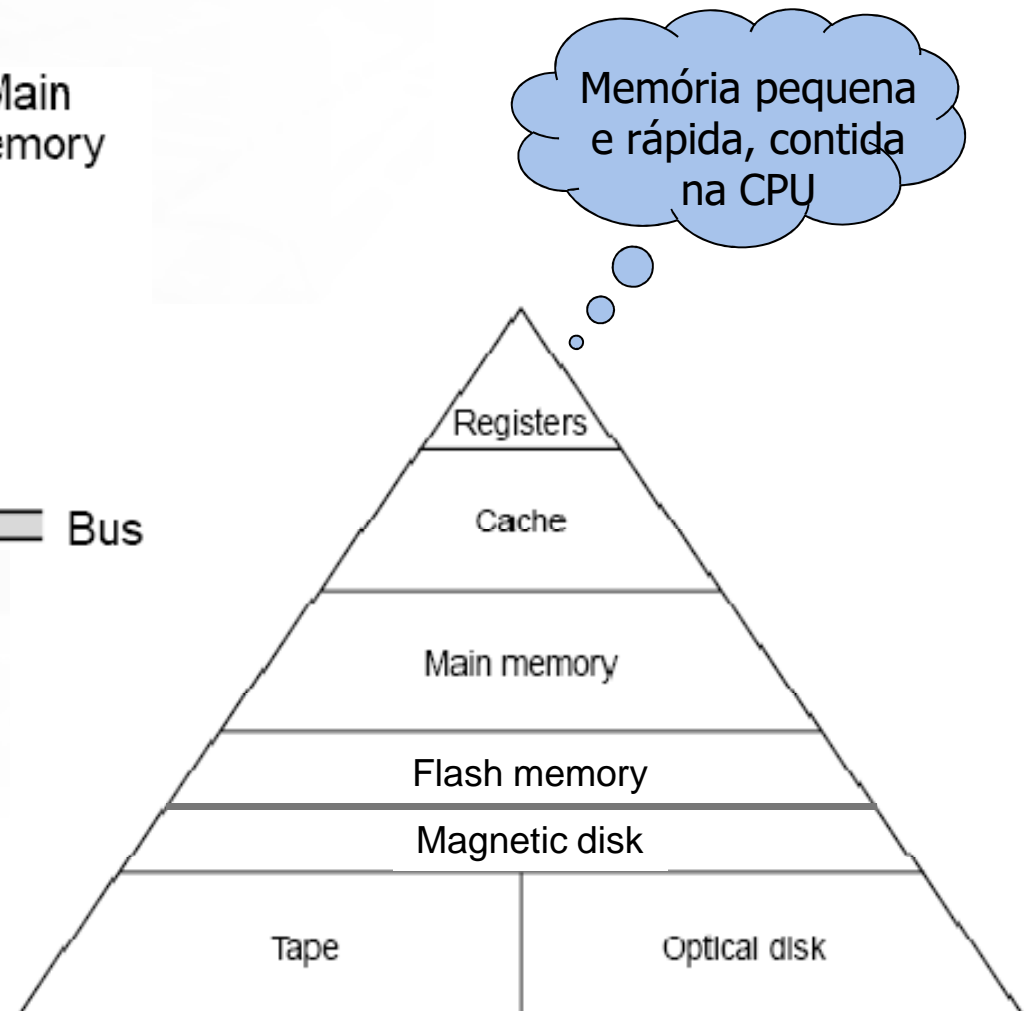 Main
emory
Memória pequena
e rápida, contida
na CPU
Registers
Cache
Bus
Main memory
Flash memory
Magnetic disk
Tape
Optical disk